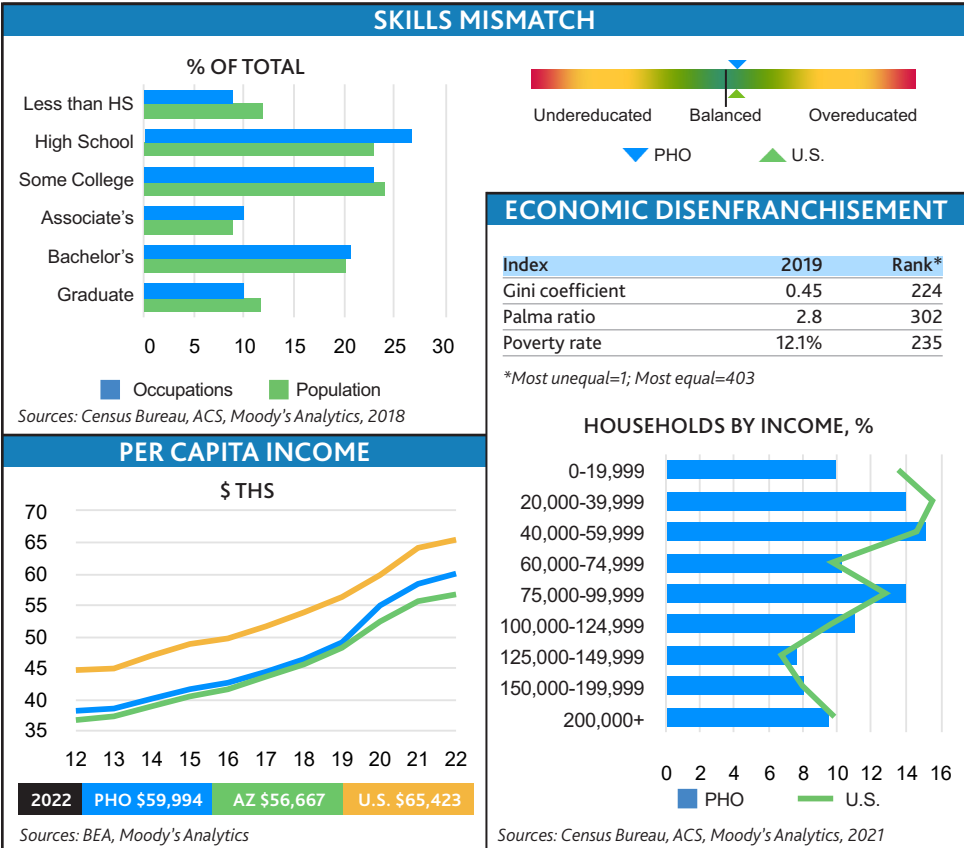 SKILLS MISMATCH
% OF TOTAL
Less than HS
High School
Some College
Associate's
Bachelor's
Graduate
0 5 10 15 20 25 30
Occupations Population
Sources: Census Bureau, ACS, Moody's Analytics, 2018
Undereducated Balanced Overeducated
PHO U.S.
ECONOMIC DISENFRANCHISEMENT
Index 2019 Rank*
Gini coefficient 0.45 224
Palma ratio 2.8 302
Poverty rate 12.1% 235
*Most unequal=1; Most equal=403
HOUSEHOLDS BY INCOME, %
0-19,999
20,000-39,999
40,000-59,999
60,000-74,999
75,000-99,999
100,000-124,999
125,000-149,999
150,000-199,999
200,000+
0 2 4 6 8 10 12 14 16
PHO U.S.
Sources: Census Bureau, ACS, Moody's Analytics, 2021
PER CAPITA INCOME
$ THS
70
65
60
55
50
45
40
35
12 13 14 15 16 17 18 19 20 21 22
2022 PHO $59,994 AZ $56,667 U.S. $65,423
Sources: BEA, Moody's Analytics